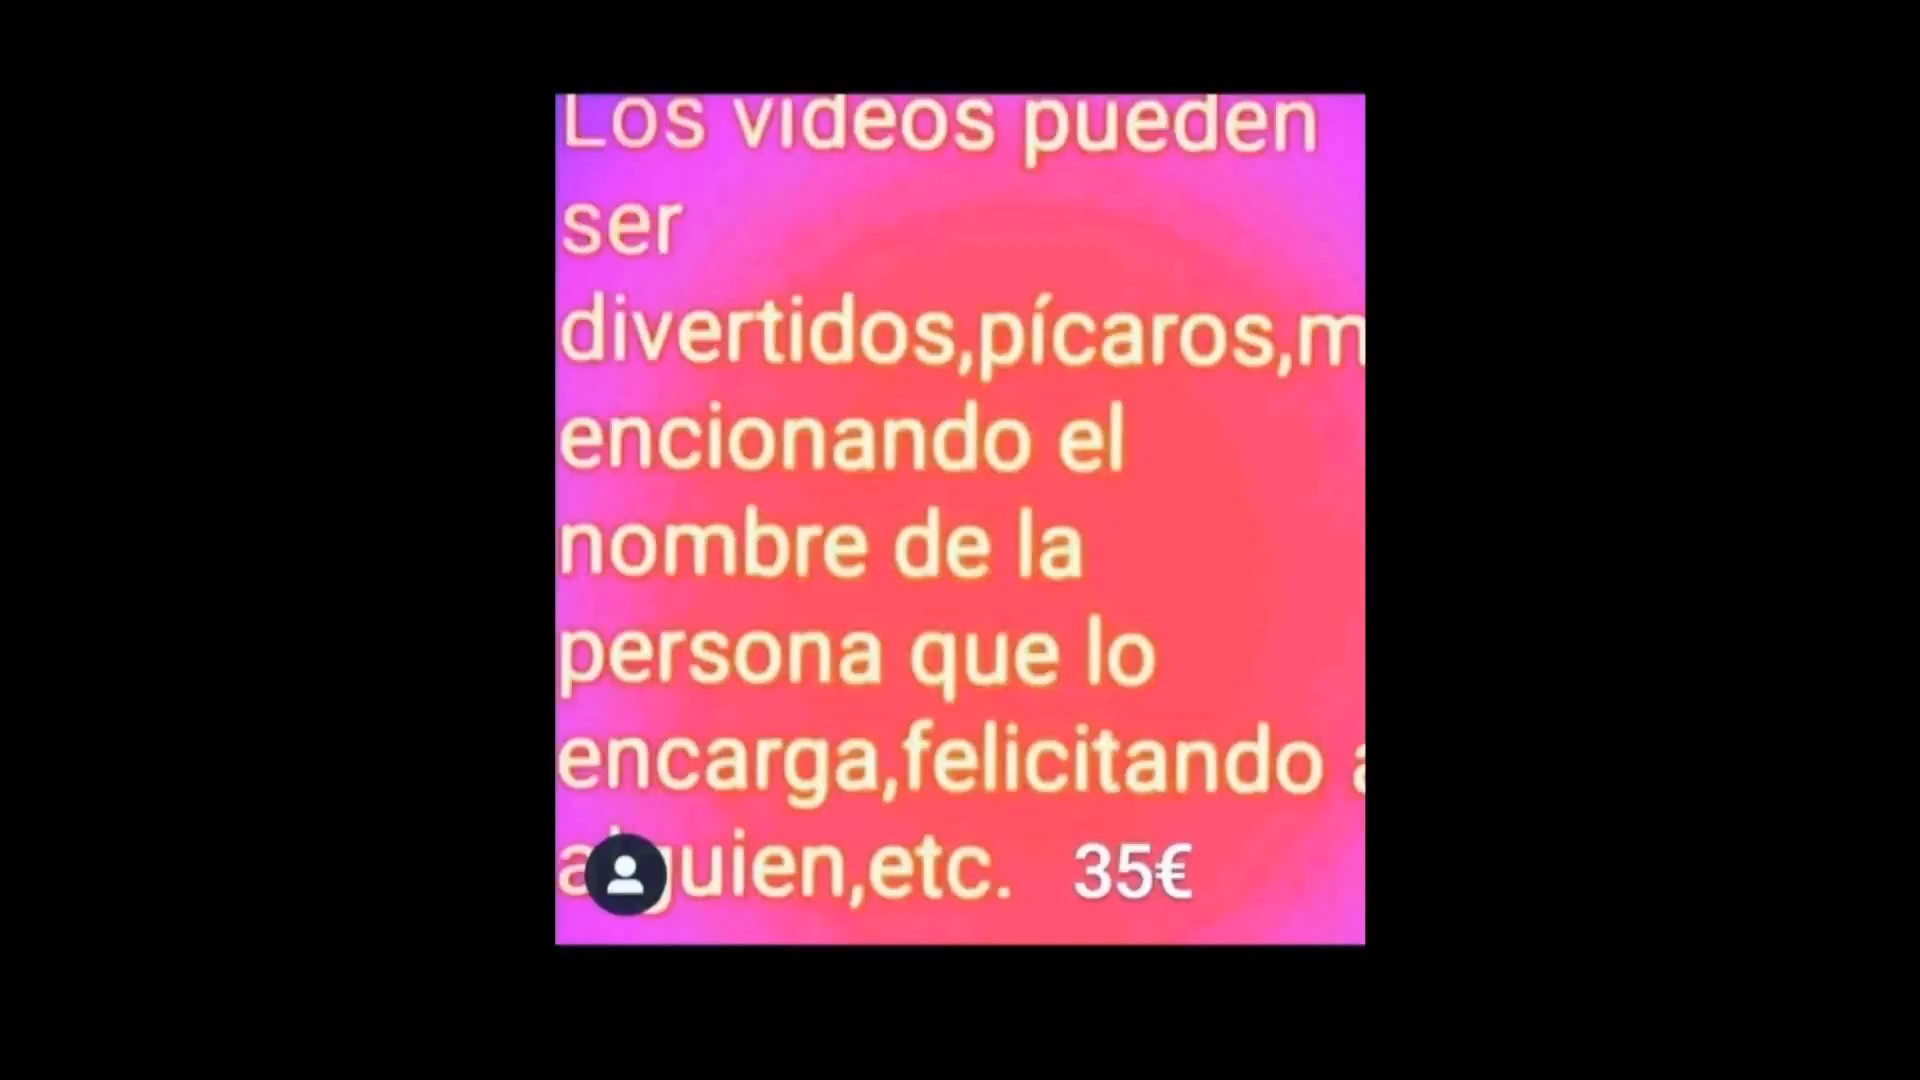 Los videos pueden
ser
divertidos,pícaros,m
encionando el
nombre de la
persona que lo
encarga,felicitando a
alguien,etc. 35€